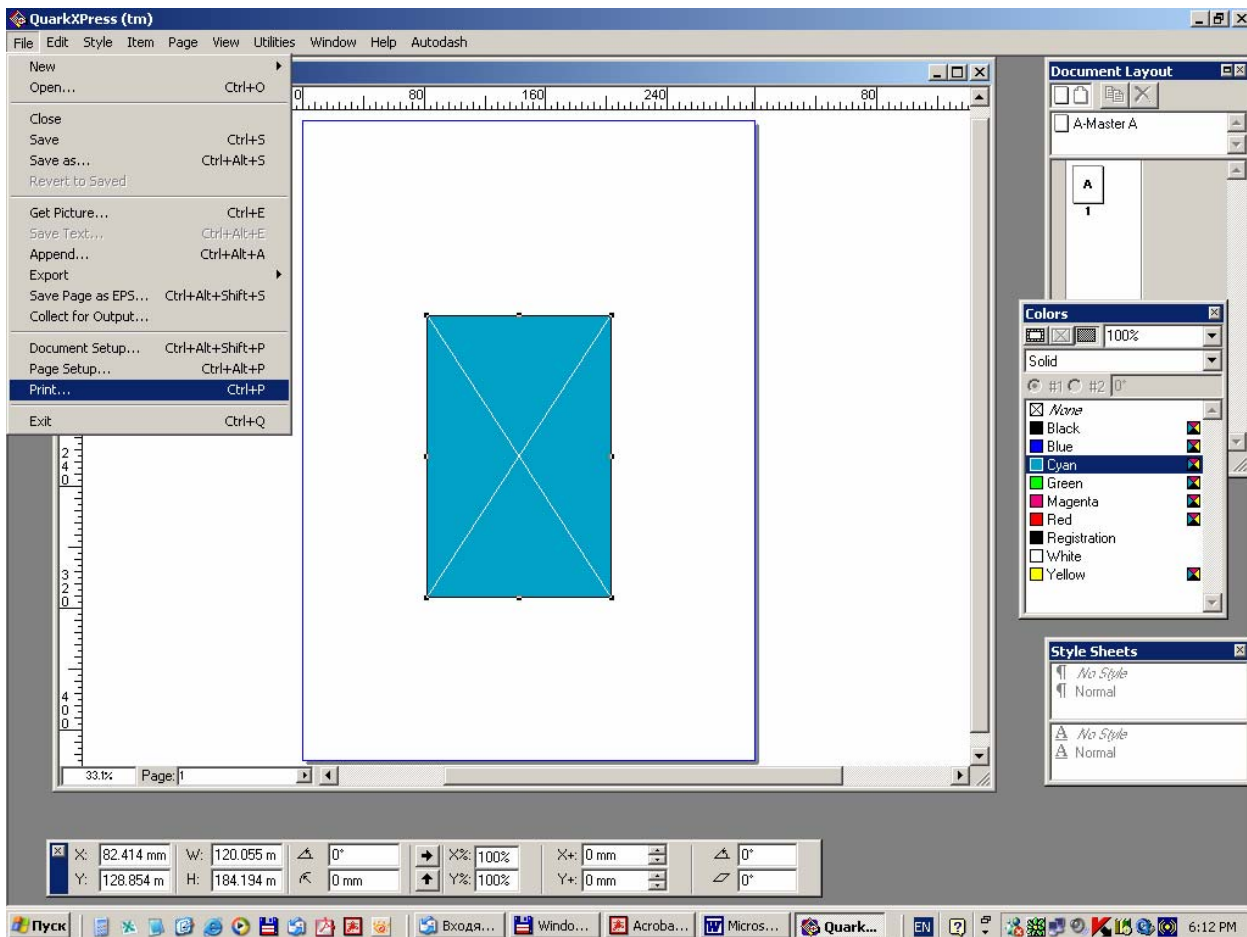 QuarkXPress (tm)
File Edit Style Item Page View Utilities Window Help Autodash
New
Open... Ctrl+O
Close
Save Ctrl+S
Save as... Ctrl+Alt+S
Revert to Saved
Get Picture... Ctrl+E
Save Text... Ctrl+Alt+E
Append... Ctrl+Alt+A
Export
Save Page as EPS... Ctrl+Alt+Shift+S
Collect for Output...
Document Setup... Ctrl+Alt+Shift+P
Page Setup... Ctrl+Alt+P
Print... Ctrl+P
Exit Ctrl+Q
0 80 160 240 80
240
320
400
33.1% Page: 1
Document Layout
A-Master A
A
1
Colors
100%
Solid
#1 #2 0°
None
Black
Blue
Cyan
Green
Magenta
Red
Registration
White
Yellow
Style Sheets
¶ No Style
¶ Normal
A No Style
A Normal
X: 82.414 mm W: 120.055 m 0° X%: 100% X+: 0 mm 0°
Y: 128.854 m H: 184.194 m 0 mm Y%: 100% Y+: 0 mm 0°
Пуск Входя... Windo... Acroba... Micros... Quark... EN 6:12 PM